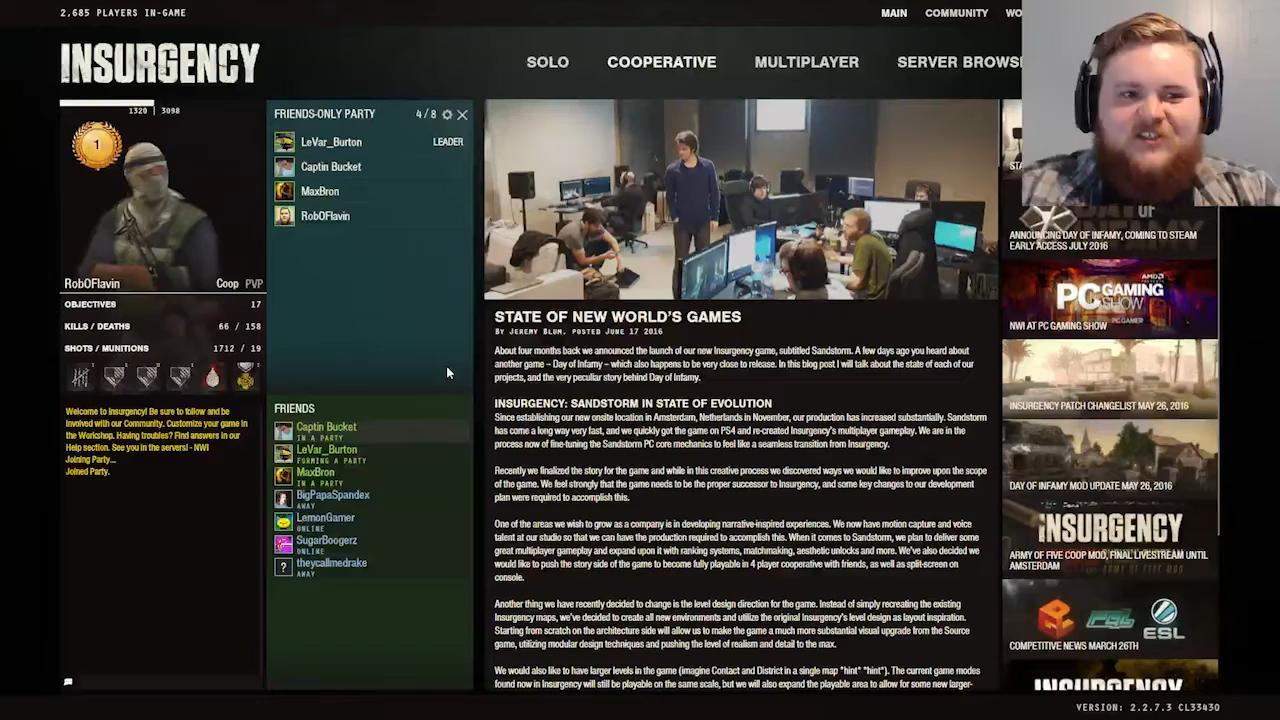 2,685 PLAYERS IN-GAME
MAIN
COMMUNITY
INSURGENCY
SOLO
COOPERATIVE
MULTIPLAYER
SERVER
1320 | 3098
1
RobOFlavin
Coop PVP
OBJECTIVES 17
KILLS / DEATHS 66 / 158
SHOTS / MUNITIONS 1712 / 19
Welcome to Insurgency! Be sure to follow and be
involved with our Community. Customize your game in
the Workshop. Having troubles? Find answers in our
Help section. See you in the servers! - NWI
Joining Party...
Joined Party.
FRIENDS-ONLY PARTY 4/8
LeVar_Burton LEADER
Captin Bucket
MaxBron
RobOFlavin
FRIENDS
Captin Bucket
IN A PARTY
LeVar_Burton
FORMING A PARTY
MaxBron
IN A PARTY
BigPapaSpandex
AWAY
LemonGamer
ONLINE
SugarBoogerz
ONLINE
?
theycallmedrake
AWAY
STATE OF NEW WORLD'S GAMES
By Jeremy Blum, posted June 17 2016
About four months back we announced the launch of our new Insurgency game, subtitled Sandstorm. A few days ago you heard about
another game – Day of Infamy – which also happens to be very close to release. In this blog post I will talk about the state of each of our
projects, and the very peculiar story behind Day of Infamy.
INSURGENCY: SANDSTORM IN STATE OF EVOLUTION
Since establishing our new onsite location in Amsterdam, Netherlands in November, our production has increased substantially. Sandstorm
has come a long way very fast, and we quickly got the game on PS4 and re-created Insurgency's multiplayer gameplay. We are in the
process now of fine-tuning the Sandstorm PC core mechanics to feel like a seamless transition from Insurgency.
Recently we finalized the story for the game and while in this creative process we discovered ways we would like to improve upon the scope
of the game. We feel strongly that the game needs to be the proper successor to Insurgency, and some key changes to our development
plan were required to accomplish this.
One of the areas we wish to grow as a company is in developing narrative-inspired experiences. We now have motion capture and voice
talent at our studio so that we can have the production required to accomplish this. When it comes to Sandstorm, we plan to deliver some
great multiplayer gameplay and expand upon it with ranking systems, matchmaking, aesthetic unlocks and more. We've also decided we
would like to push the story side of the game to become fully playable in 4 player cooperative with friends, as well as split-screen on
console.
Another thing we have recently decided to change is the level design direction for the game. Instead of simply recreating the existing
Insurgency maps, we've decided to create all new environments and utilize the original Insurgency's level design as layout inspiration.
Starting from scratch on the architecture side will allow us to make the game a much more substantial visual upgrade from the Source
game, utilizing modular design techniques and pushing the level of realism and detail to the max.
We would also like to have larger levels in the game (imagine Contact and District in a single map *hint* *hint*). The current game modes
found now in Insurgency will still be playable on the same scale, but we will also expand the playable area to allow for some new larger-
ANNOUNCING DAY OF INFAMY, COMING TO STEAM
EARLY ACCESS JULY 2016
AMD
PRESENTS
PC GAMING
SHOW
PC GAMER
NWI AT PC GAMING SHOW
INSURGENCY PATCH CHANGELIST MAY 26, 2016
DAY OF INFAMY MOD UPDATE MAY 26, 2016
INSURGENCY
ARMY OF FIVE COOP MOD, FINAL LIVESTREAM UNTIL
AMSTERDAM
ESL
COMPETITIVE NEWS MARCH 26TH
INSURGENCY
VERSION: 2.2.7.3 CL33430